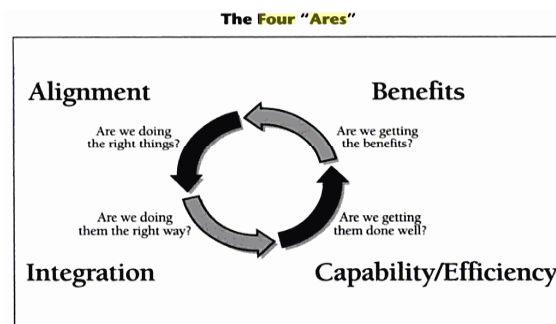 The Four “Ares”
Alignment
Benefits
Are we doing
the right things?
Are we getting
the benefits?
Are we doing
them the right way?
Are we getting
them done well?
Integration
Capability/Efficiency